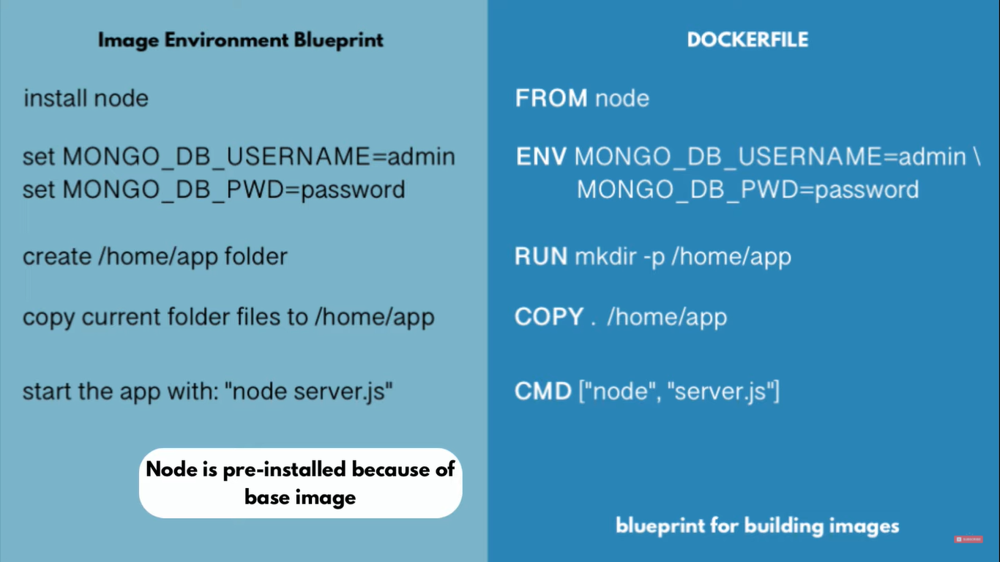 Image Environment Blueprint
install node
set MONGO_DB_USERNAME=admin
set MONGO_DB_PWD=password
create /home/app folder
copy current folder files to /home/app
start the app with: "node server.js"
Node is pre-installed because of
base image
DOCKERFILE
FROM node
ENV MONGO_DB_USERNAME=admin \
MONGO_DB_PWD=password
RUN mkdir -p /home/app
COPY . /home/app
CMD ["node", "server.js"]
blueprint for building images
SUBSCRIBE